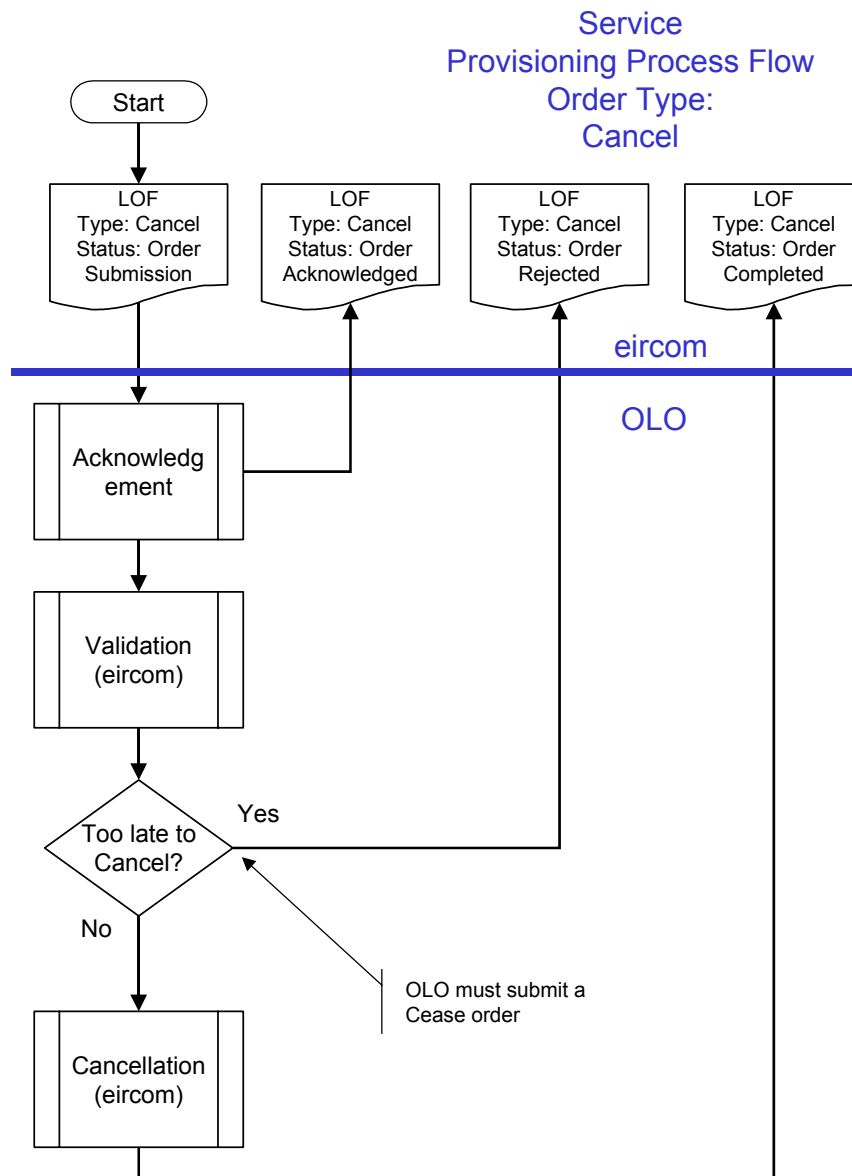 Service
Provisioning Process Flow
Order Type:
Cancel
Start
LOF
Type: Cancel
Status: Order
Submission
LOF
Type: Cancel
Status: Order
Acknowledged
LOF
Type: Cancel
Status: Order
Rejected
LOF
Type: Cancel
Status: Order
Completed
eircom
OLO
Acknowledg
ement
Validation
(eircom)
Too late to
Cancel?
Yes
No
OLO must submit a
Cease order
Cancellation
(eircom)